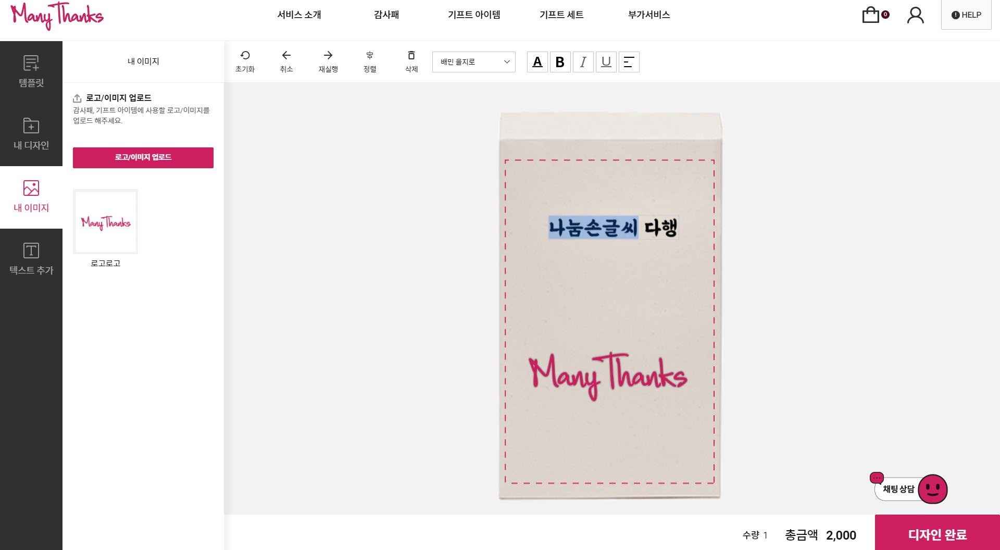 Many Thanks
서비스 소개
감사패
기프트 아이템
기프트 세트
부가서비스
0
HELP
템플릿
내 디자인
내 이미지
텍스트 추가
내 이미지
로고/이미지 업로드
감사패, 기프트 아이템에 사용할 로고/이미지를
업로드 해주세요.
로고/이미지 업로드
Many Thanks
로고로고
초기화
취소
재실행
정렬
삭제
배민 을지로
A
B
I
U
나눔손글씨 다행
Many Thanks
채팅 상담
수량 1
총금액 2,000
디자인 완료